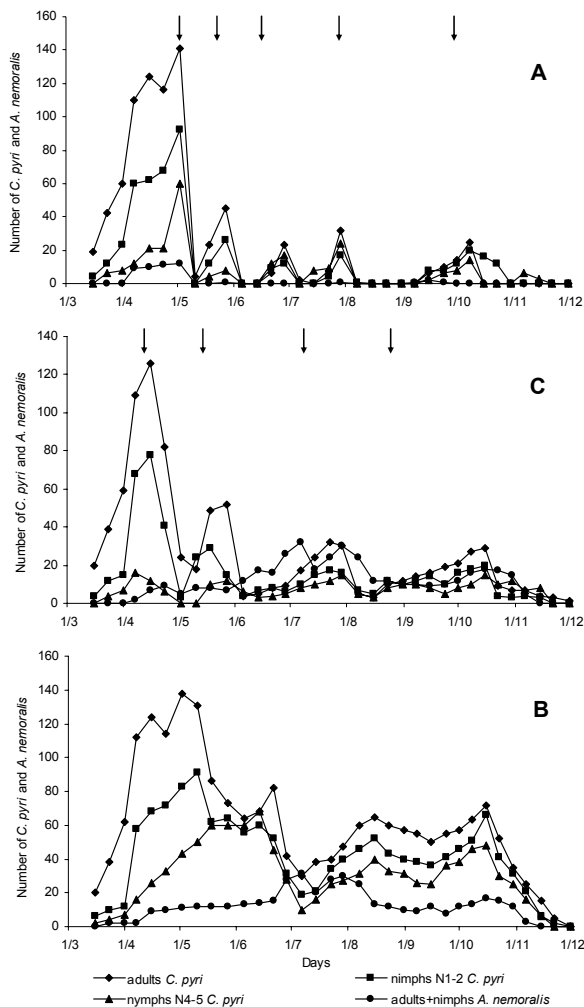 Number of C. pyri and A. nemoralis
160
140
120
100
80
60
40
20
0
A
1/3 1/4 1/5 1/6 1/7 1/8 1/9 1/10 1/11 1/12
Number of C. pyri and A. nemoralis
140
120
100
80
60
40
20
0
C
1/3 1/4 1/5 1/6 1/7 1/8 1/9 1/10 1/11 1/12
Number of C. pyri and A. nemoralis
160
140
120
100
80
60
40
20
0
B
1/3 1/4 1/5 1/6 1/7 1/8 1/9 1/10 1/11 1/12
Days
adults C. pyri
nimphs N1-2 C. pyri
nymphs N4-5 C. pyri
adults+nimphs A. nemoralis